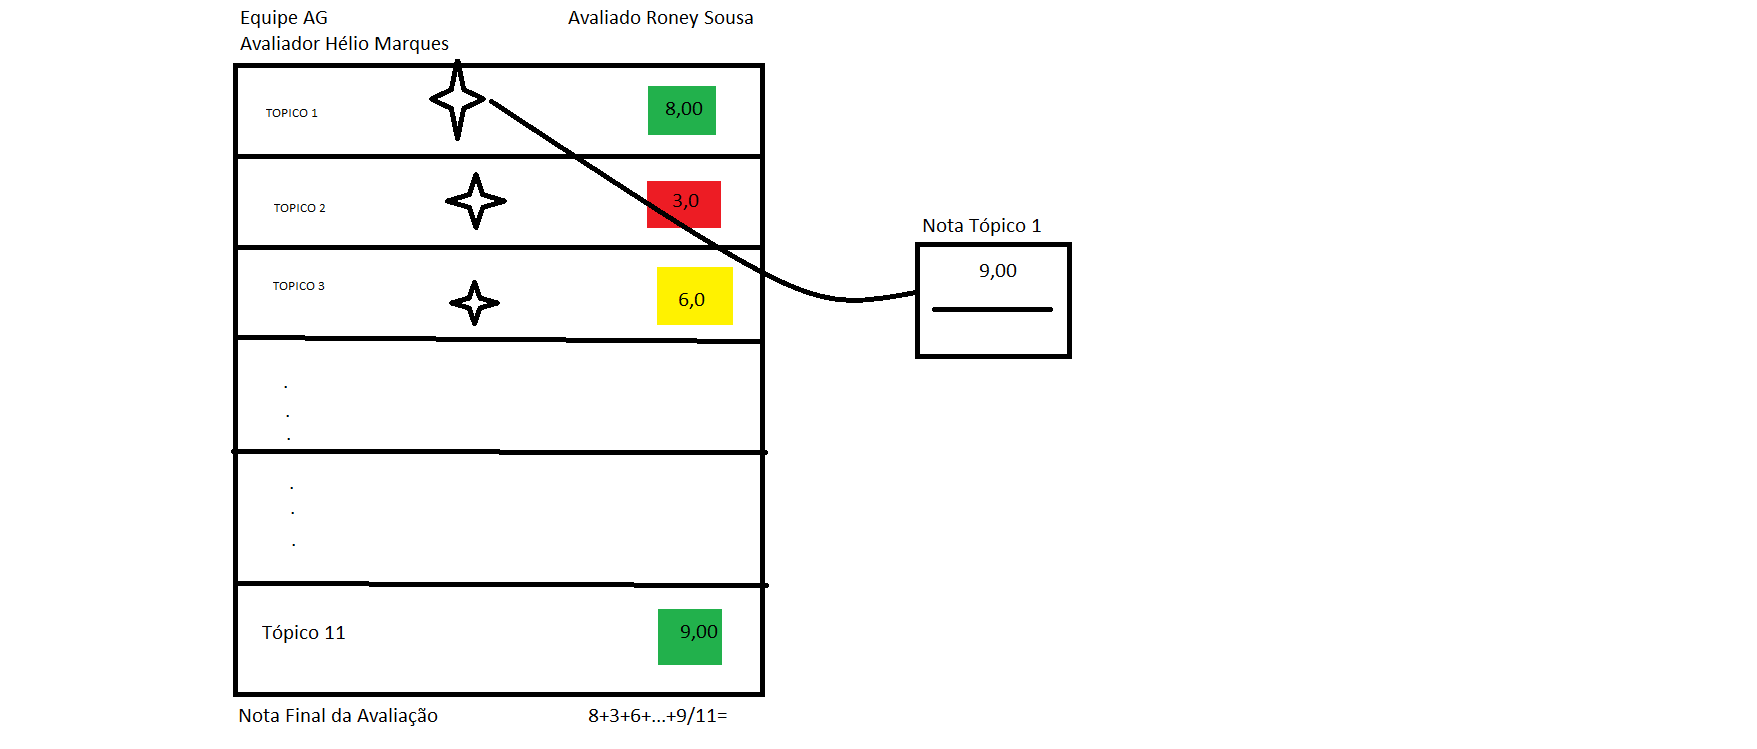 Equipe AG
Avaliado Roney Sousa
Avaliador Hélio Marques
TOPICO 1
8,00
TOPICO 2
3,0
Nota Tópico 1
9,00
TOPICO 3
6,0
.
.
.
.
.
.
Tópico 11
9,00
Nota Final da Avaliação
8+3+6+...+9/11=